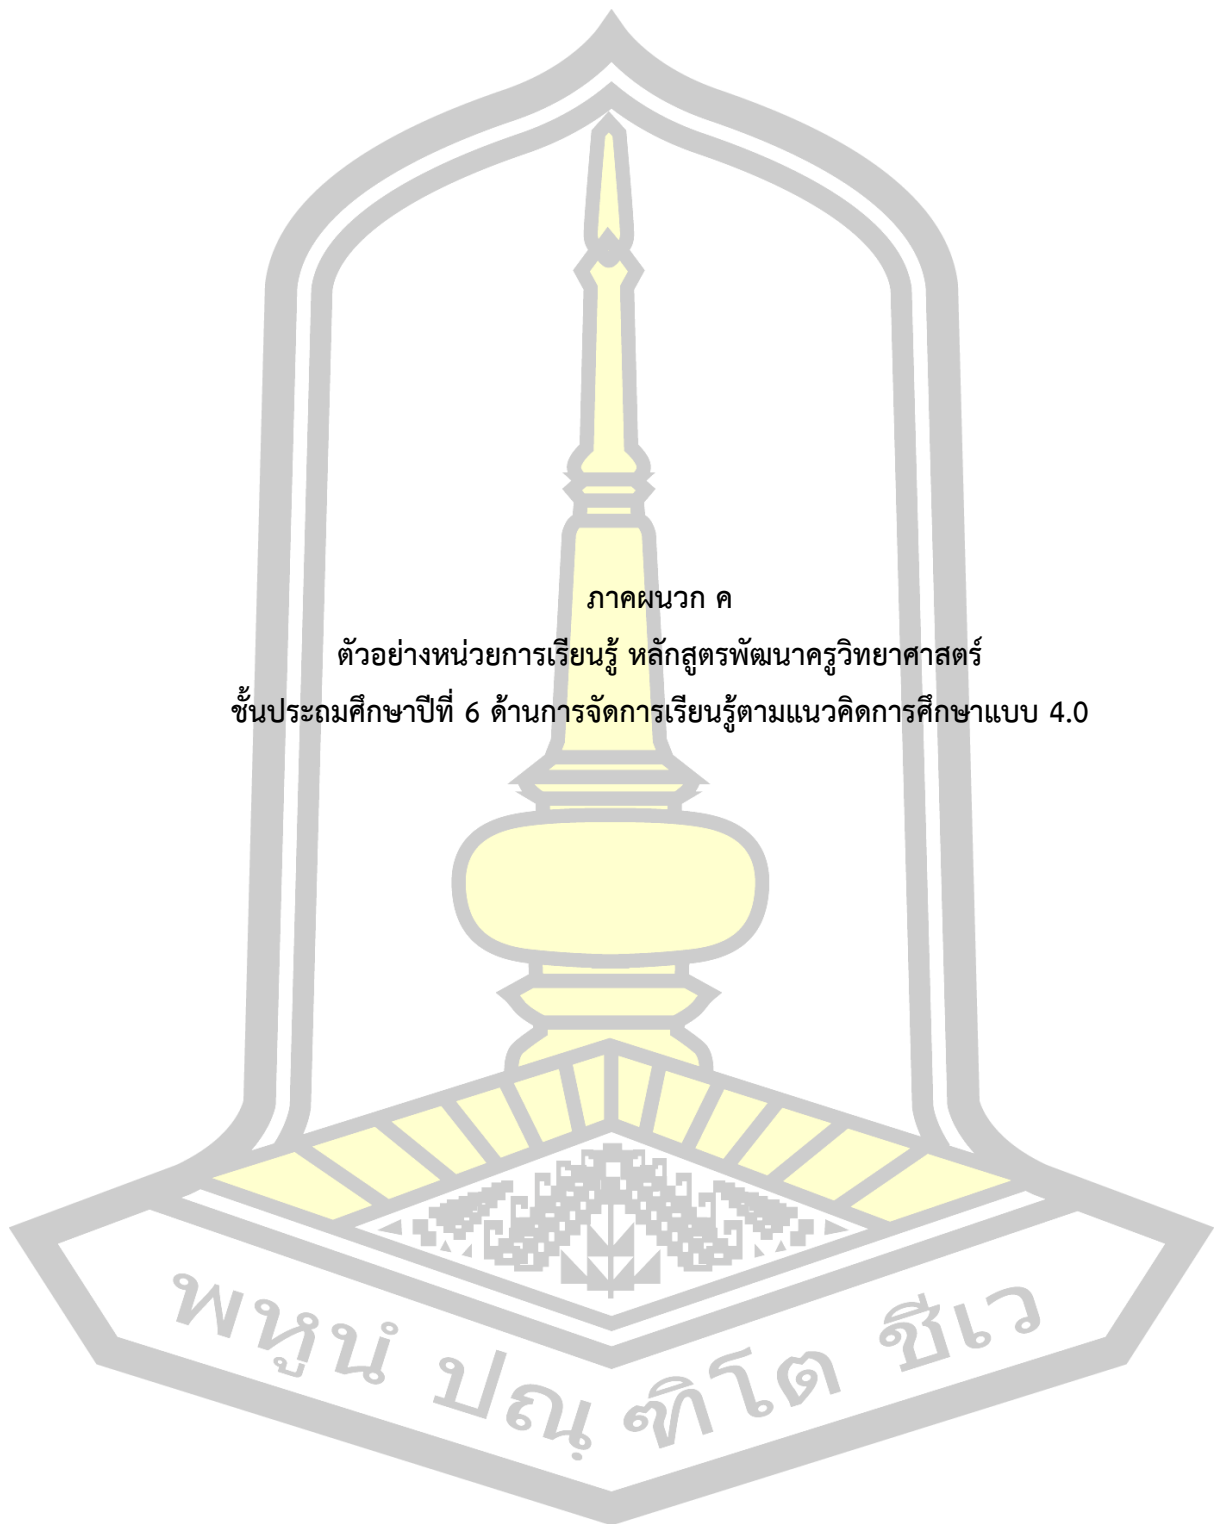 ภาคผนวก ค
ตัวอย่างหน่วยการเรียนรู้ หลักสูตรพัฒนาครูวิทยาศาสตร์
ชั้นประถมศึกษาปีที่ 6 ด้านการจัดการเรียนรู้ตามแนวคิดการศึกษาแบบ 4.0
พหูนํ ปณฺฑิโต ชีเว